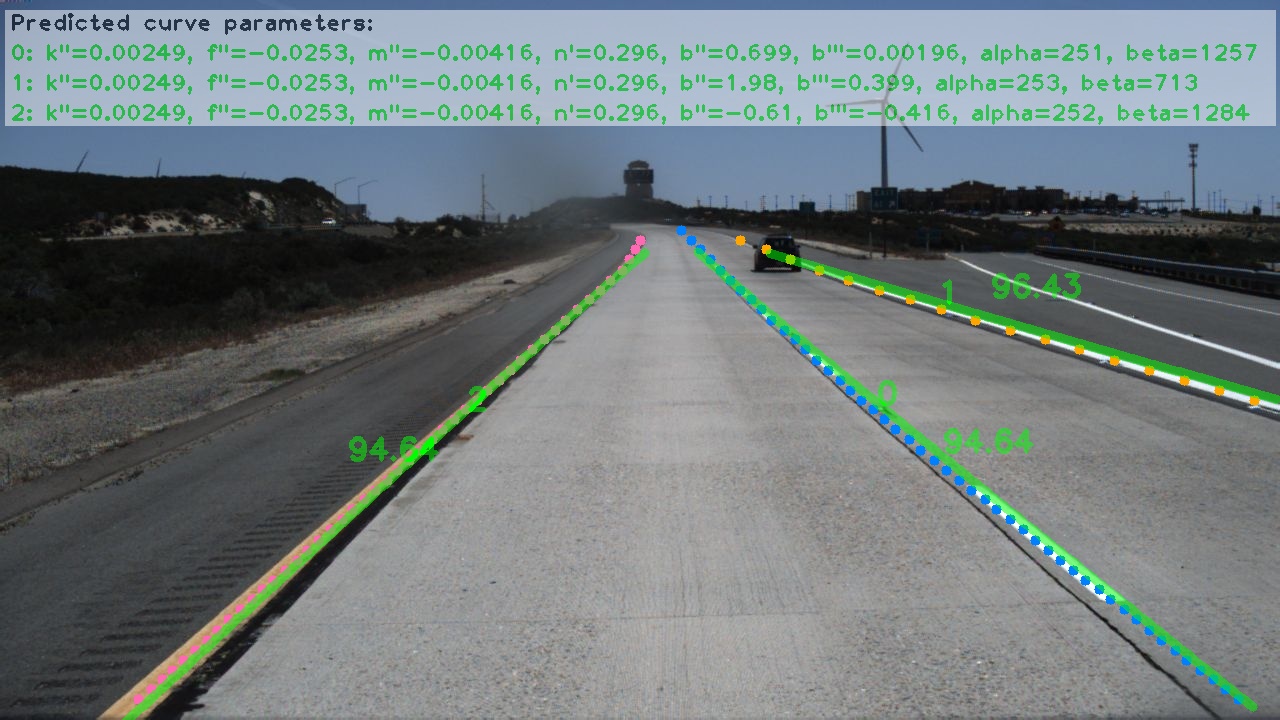 Predicted curve parameters:
0: k''=0.00249, f''=-0.0253, m''=-0.00416, n'=0.296, b''=0.699, b'''=0.00196, alpha=251, beta=1257
1: k''=0.00249, f''=-0.0253, m''=-0.00416, n'=0.296, b''=1.98, b'''=0.399, alpha=253, beta=713
2: k''=0.00249, f''=-0.0253, m''=-0.00416, n'=0.296, b''=-0.61, b'''=-0.416, alpha=252, beta=1284
1 96.43
2
0
94.64
94.64